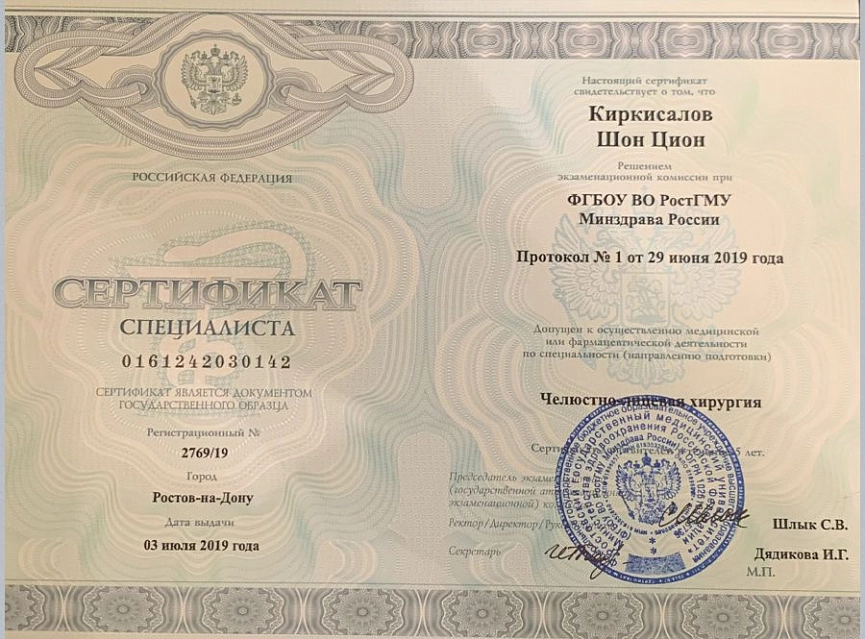 РОССИЙСКАЯ ФЕДЕРАЦИЯ
СЕРТИФИКАТ
СПЕЦИАЛИСТА
0161242030142
СЕРТИФИКАТ ЯВЛЯЕТСЯ ДОКУМЕНТОМ
ГОСУДАРСТВЕННОГО ОБРАЗЦА
Регистрационный №
2769/19
Город
Ростов-на-Дону
Дата выдачи
03 июля 2019 года
Настоящий сертификат
свидетельствует о том, что
Киркисалов
Шон Цион
Решением
экзаменационной комиссии при
ФГБОУ ВО РостГМУ
Минздрава России
Протокол № 1 от 29 июня 2019 года
Допущен к осуществлению медицинской
или фармацевтической деятельности
по специальности (направлению подготовки)
Челюстно-лицевая хирургия
5 лет.
Председатель
(государственной
экзаменационной)
Ректор/Директор/
Шлык С.В.
Секретарь
Дядикова И.Г.
М.П.